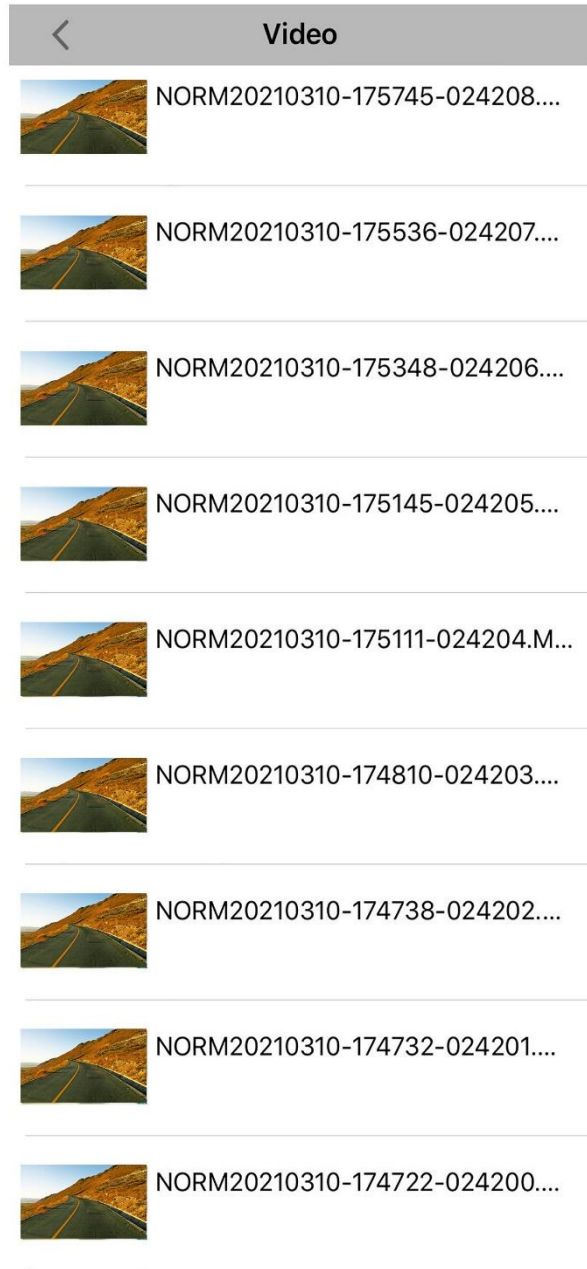 Video
NORM20210310-175745-024208....
NORM20210310-175536-024207....
NORM20210310-175348-024206....
NORM20210310-175145-024205....
NORM20210310-175111-024204.M...
NORM20210310-174810-024203....
NORM20210310-174738-024202....
NORM20210310-174732-024201....
NORM20210310-174722-024200....